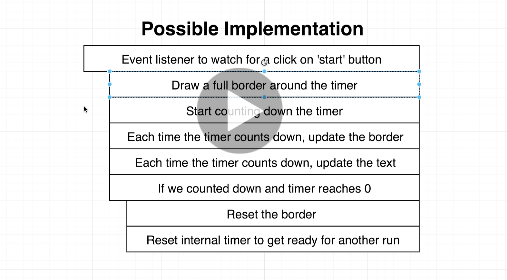 Possible Implementation
Event listener to watch for a click on 'start' button
Draw a full border around the timer
Start counting down the timer
Each time the timer counts down, update the border
Each time the timer counts down, update the text
If we counted down and timer reaches 0
Reset the border
Reset internal timer to get ready for another run